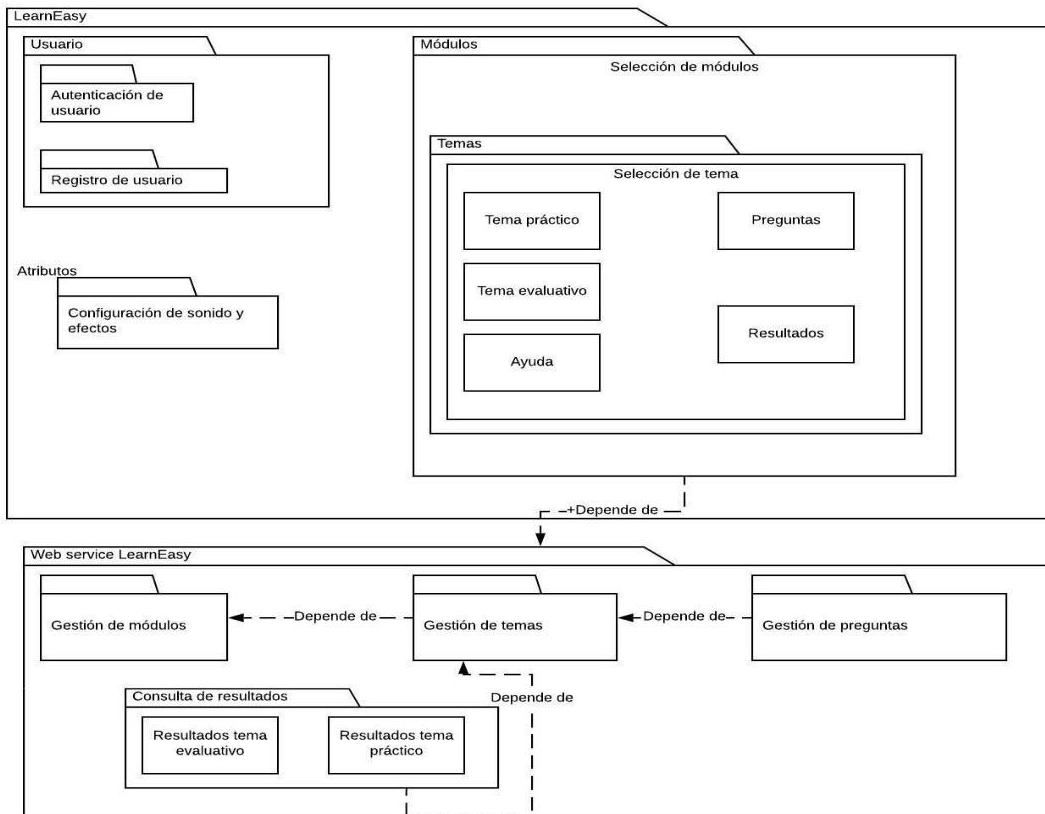 LearnEasy
Usuario
Autenticación de
usuario
Registro de usuario
Atributos
Configuración de sonido y
efectos
Módulos
Selección de módulos
Temas
Selección de tema
Tema práctico
Preguntas
Tema evaluativo
Resultados
Ayuda
+Depende de
Web service LearnEasy
Gestión de módulos
Depende de
Gestión de temas
Depende de
Gestión de preguntas
Depende de
Consulta de resultados
Resultados tema
evaluativo
Resultados tema
práctico